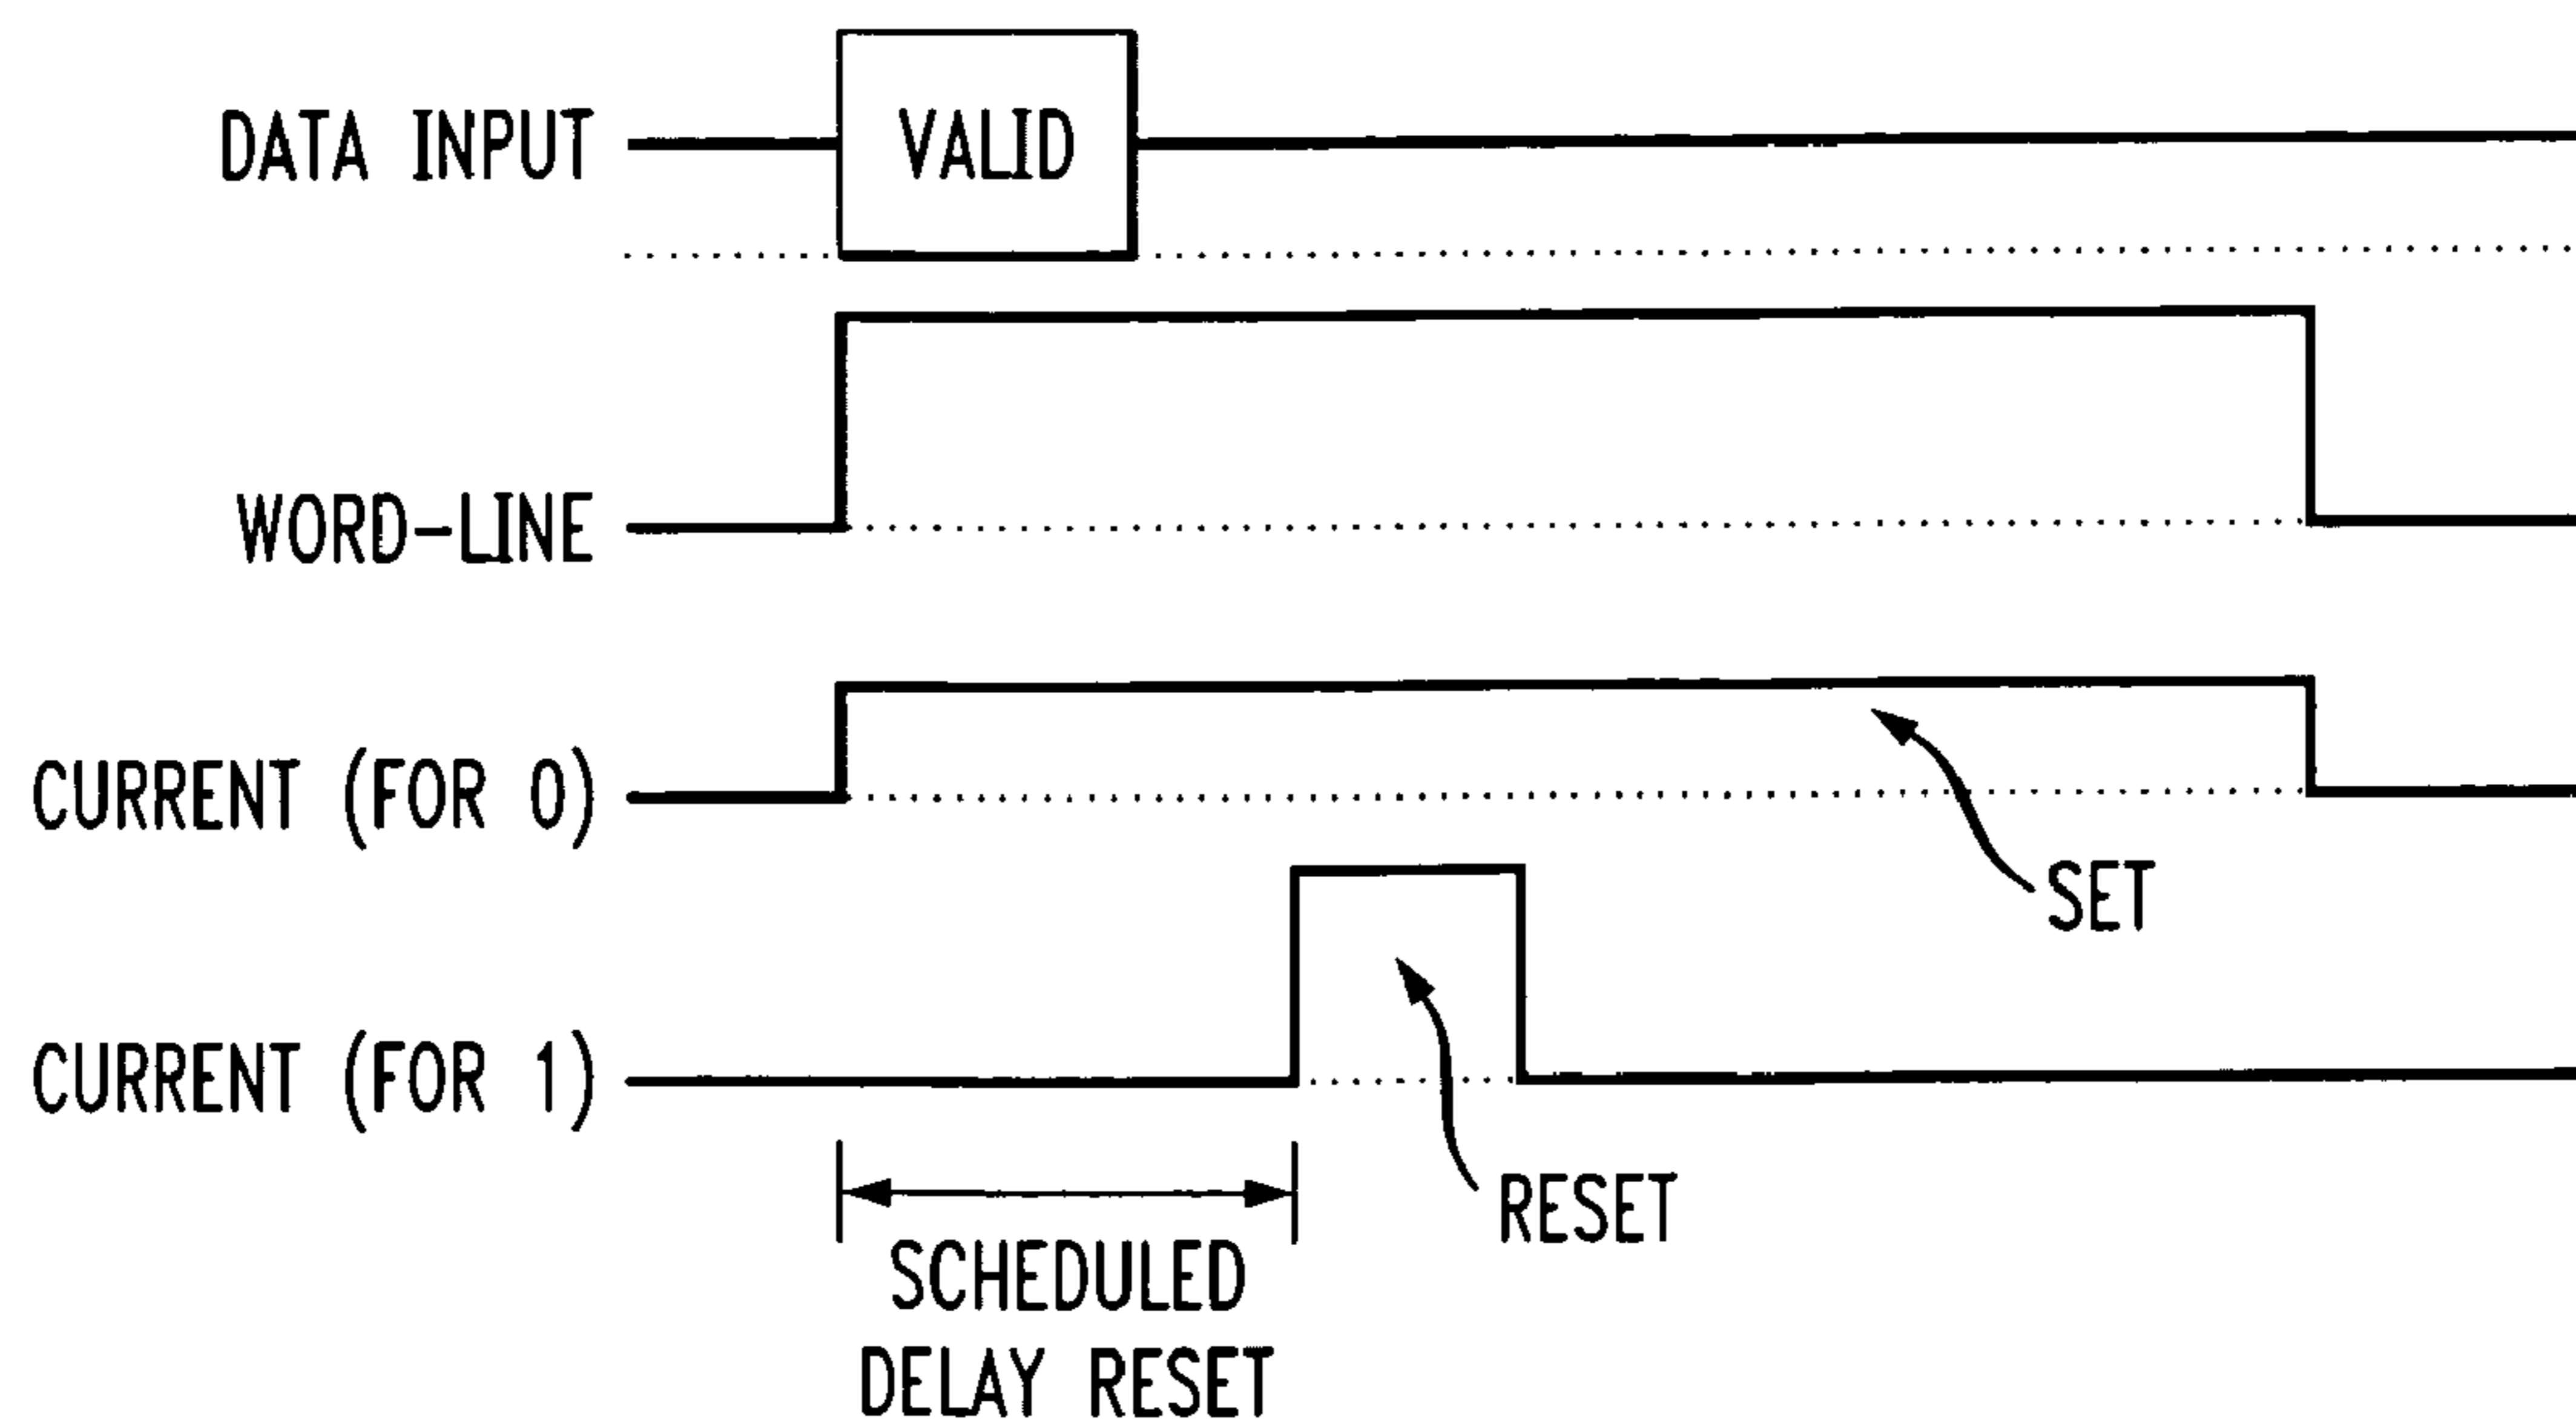 DATA INPUT
VALID
WORD-LINE
CURRENT (FOR 0)
SET
CURRENT (FOR 1)
RESET
SCHEDULED
DELAY RESET